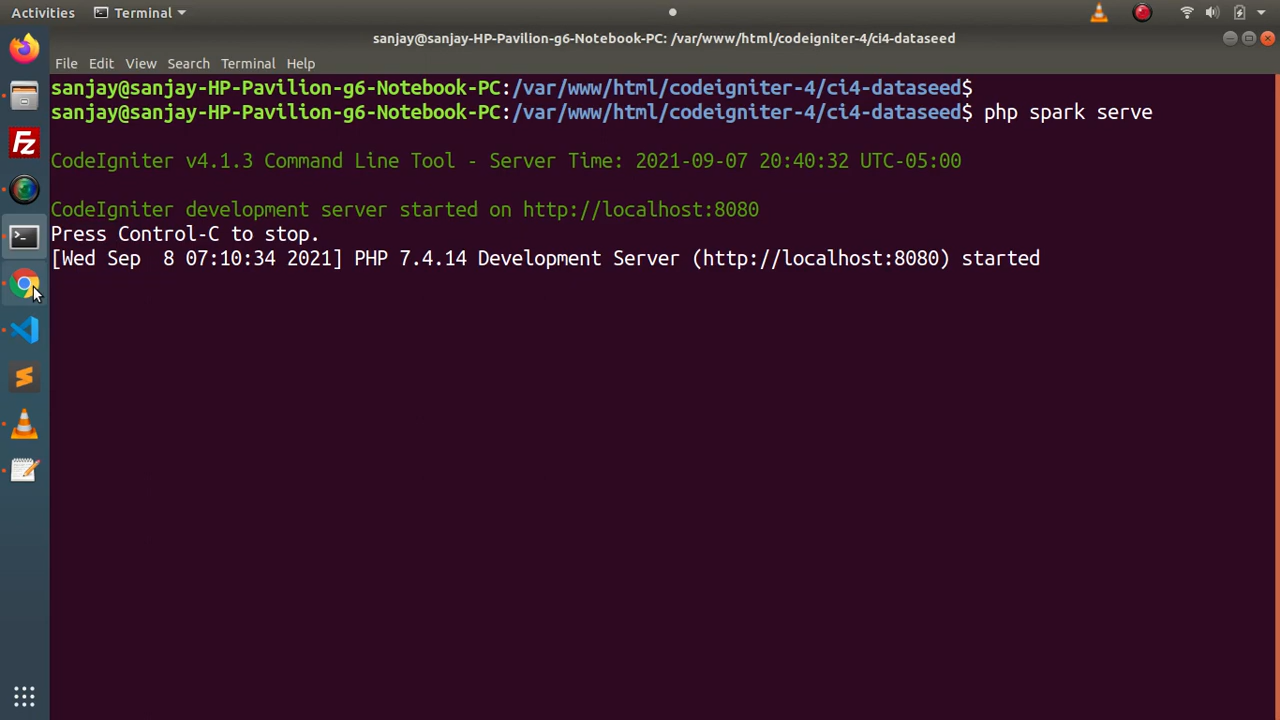 Activities Terminal
sanjay@sanjay-HP-Pavilion-g6-Notebook-PC: /var/www/html/codeigniter-4/ci4-dataseed
File Edit View Search Terminal Help
sanjay@sanjay-HP-Pavilion-g6-Notebook-PC:/var/www/html/codeigniter-4/ci4-dataseed$
sanjay@sanjay-HP-Pavilion-g6-Notebook-PC:/var/www/html/codeigniter-4/ci4-dataseed$ php spark serve
CodeIgniter v4.1.3 Command Line Tool - Server Time: 2021-09-07 20:40:32 UTC-05:00
CodeIgniter development server started on http://localhost:8080
Press Control-C to stop.
[Wed Sep  8 07:10:34 2021] PHP 7.4.14 Development Server (http://localhost:8080) started